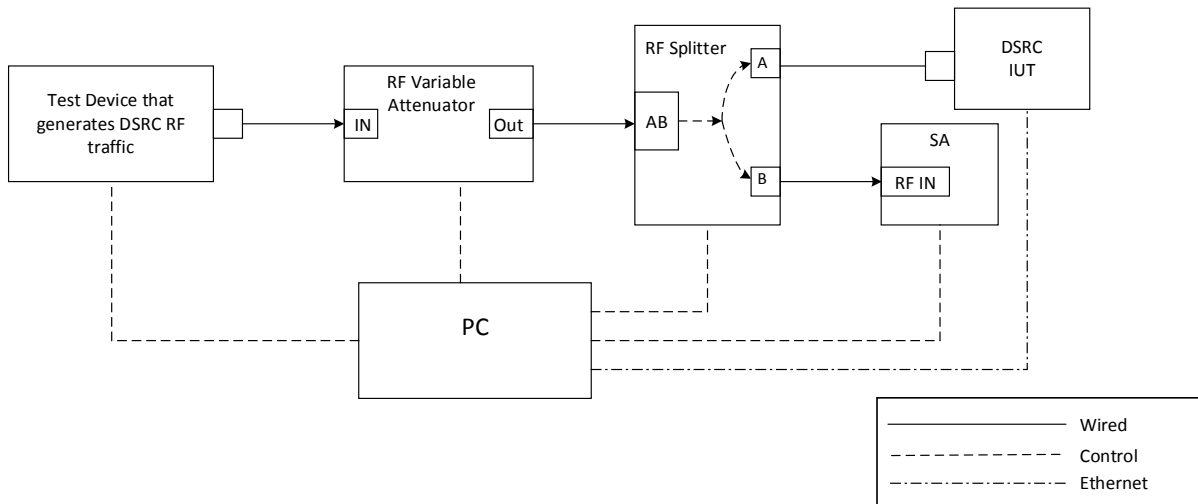 Test Device that
generates DSRC RF
traffic
RF Variable
Attenuator
IN
Out
RF Splitter
AB
A
B
DSRC
IUT
SA
RF IN
PC
Wired
Control
Ethernet